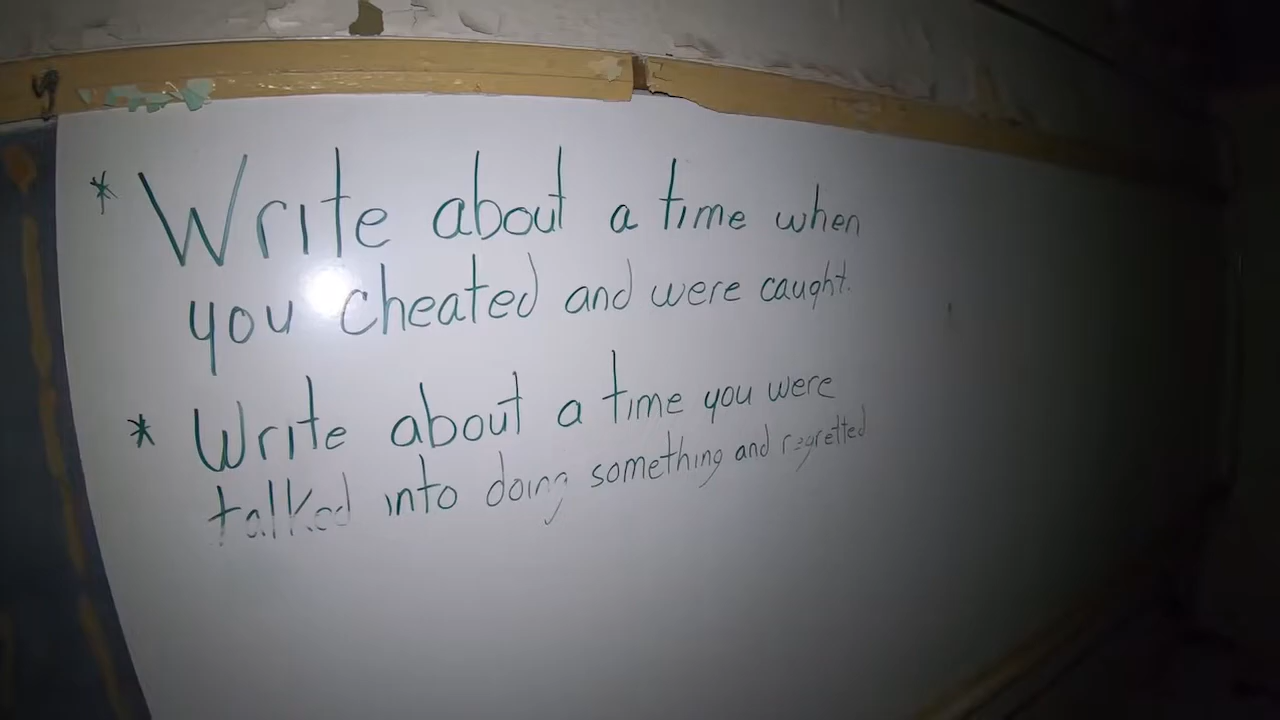 * Write about a time when
you cheated and were caught.
* Write about a time you were
talked into doing something and regretted